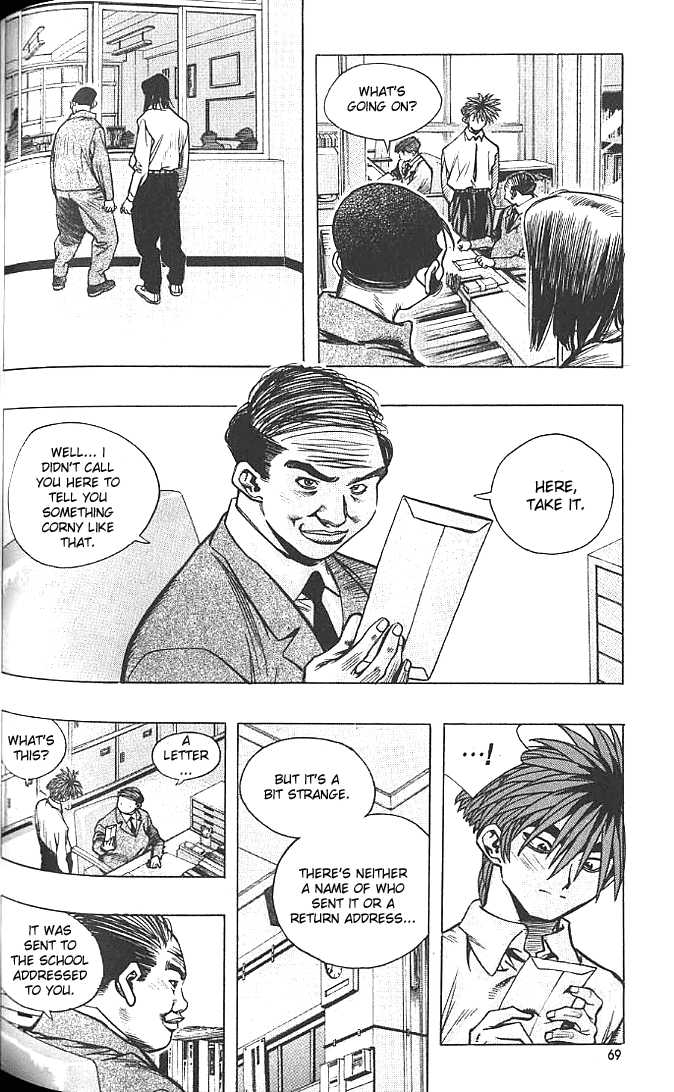 WHAT'S
GOING ON?
WELL... I
DIDN'T CALL
YOU HERE TO
TELL YOU
SOMETHING
CORNY LIKE
THAT.
HERE,
TAKE IT.
WHAT'S
THIS?
A
LETTER
...
IT WAS
SENT TO
THE SCHOOL
ADDRESSED
TO YOU.
BUT IT'S A
BIT STRANGE.
THERE'S NEITHER
A NAME OF WHO
SENT IT OR A
RETURN ADDRESS...
...!
69